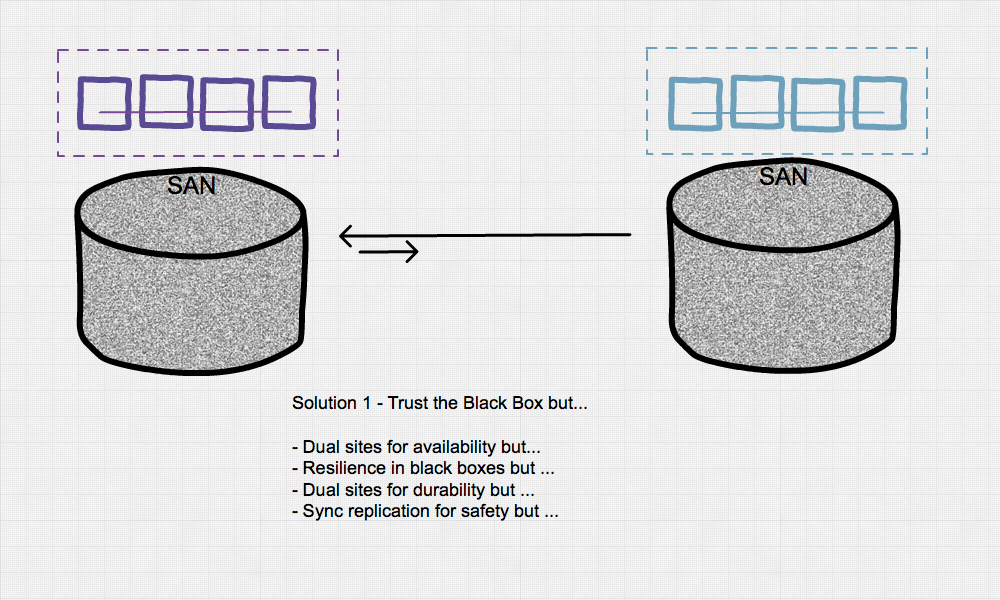 SAN
SAN
Solution 1 - Trust the Black Box but...
- Dual sites for availability but...
- Resilience in black boxes but ...
- Dual sites for durability but ...
- Sync replication for safety but ...